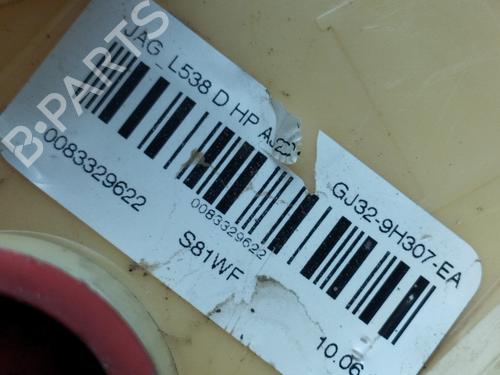 B-PARTS
JAG_L538 D HP
GJ32-9H307-EA
0083329622
0083329622
S81WF
10.06